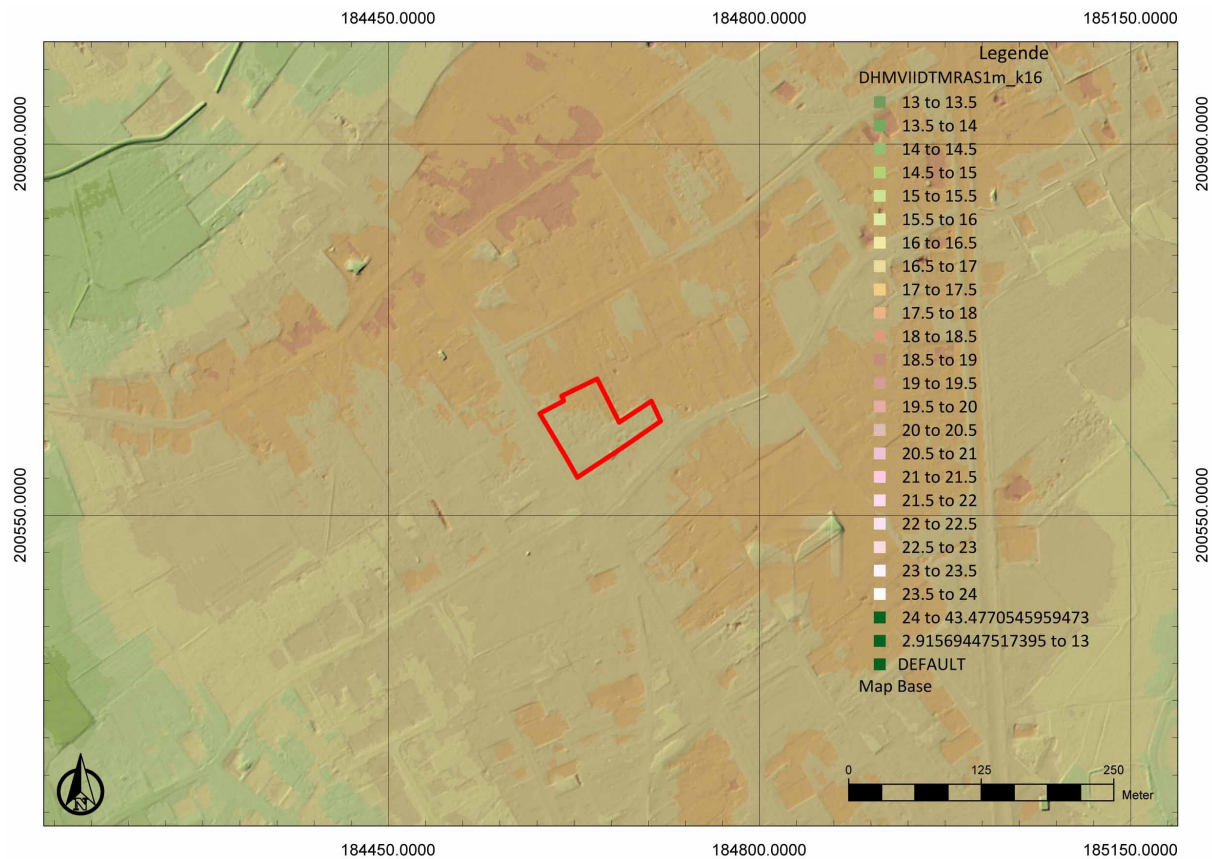 184450.0000 184800.0000 185150.0000
Legende
DHMVIIDTMRAS1m_k16
13 to 13.5
13.5 to 14
14 to 14.5
14.5 to 15
15 to 15.5
15.5 to 16
16 to 16.5
16.5 to 17
17 to 17.5
17.5 to 18
18 to 18.5
18.5 to 19
19 to 19.5
19.5 to 20
20 to 20.5
20.5 to 21
21 to 21.5
21.5 to 22
22 to 22.5
22.5 to 23
23 to 23.5
23.5 to 24
24 to 43.4770545959473
2.91569447517395 to 13
DEFAULT
Map Base
200900.0000
200900.0000
200550.0000
200550.0000
N
0 125 250
Meter
184450.0000 184800.0000 185150.0000